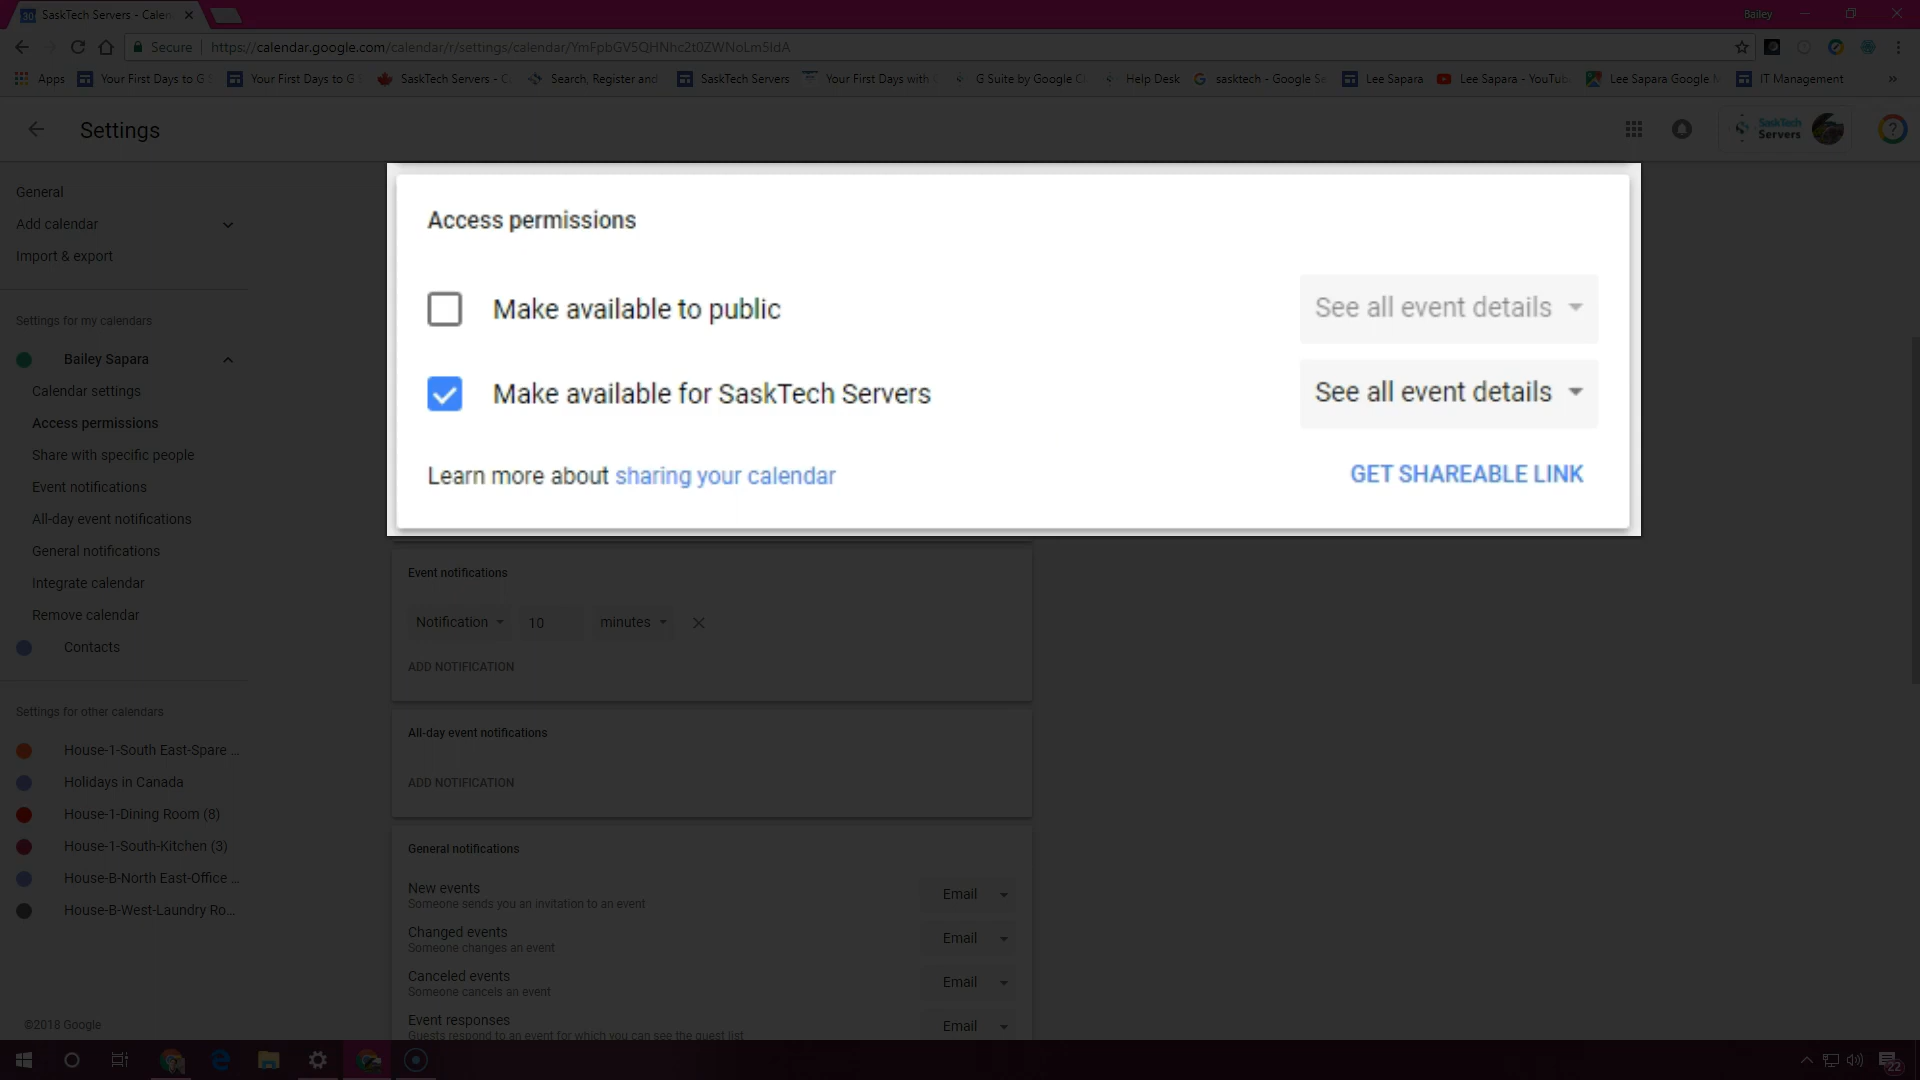 30 SaskTech Servers - Calen
Bailey
Secure https://calendar.google.com/calendar/r/settings/calendar/YmFpbGV5QHNhc2t0ZWNoLm5ldA
Apps Your First Days to G Your First Days to G SaskTech Servers - C Search, Register and SaskTech Servers Your First Days with G Suite by Google Cl Help Desk sasktech - Google Se Lee Sapara Lee Sapara - YouTub Lee Sapara Google M IT Management »
Settings
SaskTech
Servers
General
Add calendar
Import & export
Settings for my calendars
Bailey Sapara
Calendar settings
Access permissions
Share with specific people
Event notifications
All-day event notifications
General notifications
Integrate calendar
Remove calendar
Contacts
Settings for other calendars
House-1-South East-Spare ...
Holidays in Canada
House-1-Dining Room (8)
House-1-South-Kitchen (3)
House-B-North East-Office ...
House-B-West-Laundry Ro...
©2018 Google
Access permissions
Make available to public See all event details
Make available for SaskTech Servers See all event details
Learn more about sharing your calendar GET SHAREABLE LINK
Event notifications
Notification 10 minutes
ADD NOTIFICATION
All-day event notifications
ADD NOTIFICATION
General notifications
New events Email
Someone sends you an invitation to an event
Changed events Email
Someone changes an event
Canceled events Email
Someone cancels an event
Event responses Email
Guests respond to an event for which you can see the guest list
22